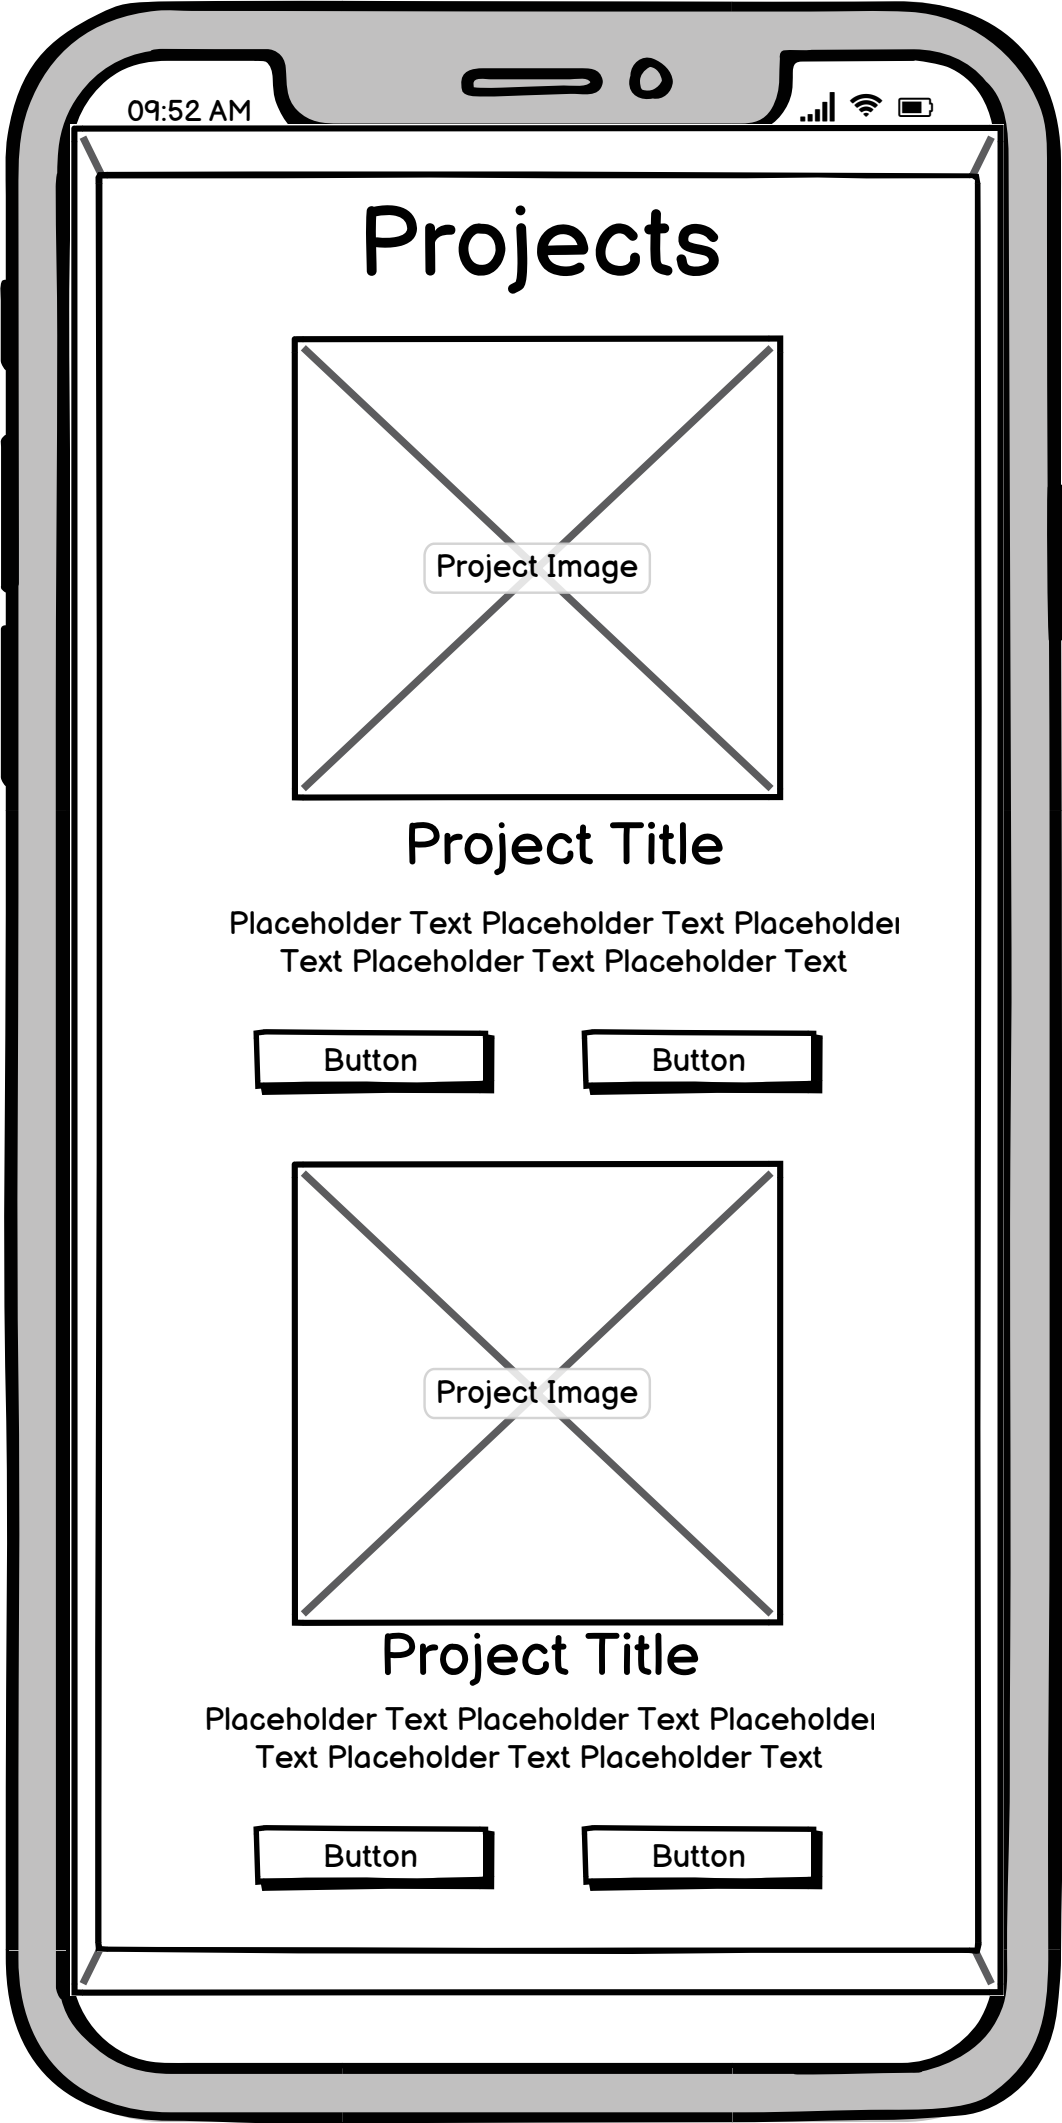 09:52 AM
Projects
Project Image
Project Title
Placeholder Text Placeholder Text Placeholder
Text Placeholder Text Placeholder Text
Button Button
Project Image
Project Title
Placeholder Text Placeholder Text Placeholder
Text Placeholder Text Placeholder Text
Button Button